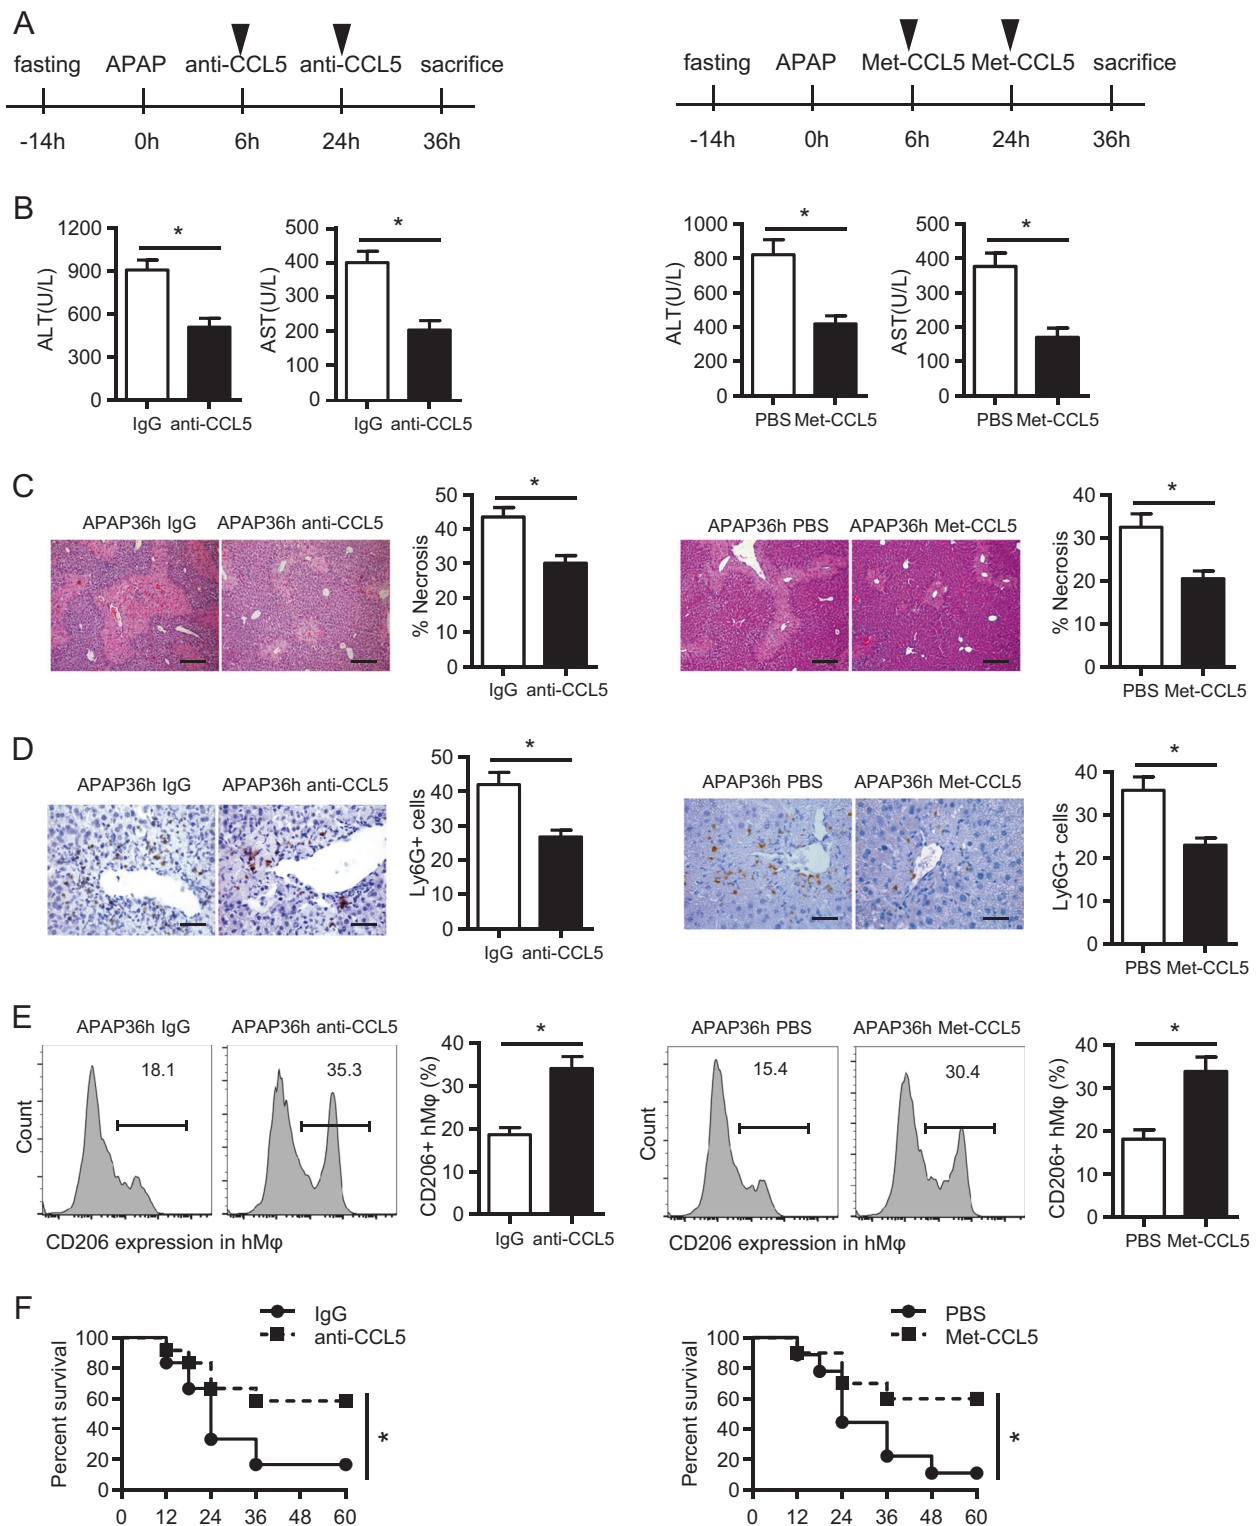 A
fasting APAP anti-CCL5 anti-CCL5 sacrifice
-14h 0h 6h 24h 36h
fasting APAP Met-CCL5 Met-CCL5 sacrifice
-14h 0h 6h 24h 36h
B
ALT(U/L)
1200
900
600
300
0
*
IgG anti-CCL5
AST(U/L)
500
400
300
200
100
0
*
IgG anti-CCL5
ALT(U/L)
1000
800
600
400
200
0
*
PBS Met-CCL5
AST(U/L)
500
400
300
200
100
0
*
PBS Met-CCL5
C
APAP36h IgG APAP36h anti-CCL5
% Necrosis
50
40
30
20
10
0
*
IgG anti-CCL5
APAP36h PBS APAP36h Met-CCL5
% Necrosis
40
30
20
10
0
*
PBS Met-CCL5
D
APAP36h IgG APAP36h anti-CCL5
Ly6G+ cells
50
40
30
20
10
0
*
IgG anti-CCL5
APAP36h PBS APAP36h Met-CCL5
Ly6G+ cells
40
30
20
10
0
*
PBS Met-CCL5
E
APAP36h IgG APAP36h anti-CCL5
Count
18.1
35.3
CD206 expression in hMφ
CD206+ hMφ (%)
40
30
20
10
0
*
IgG anti-CCL5
APAP36h PBS APAP36h Met-CCL5
Count
15.4
30.4
CD206 expression in hMφ
CD206+ hMφ (%)
40
30
20
10
0
*
PBS Met-CCL5
F
IgG
anti-CCL5
Percent survival
100
80
60
40
20
0
0 12 24 36 48 60
*
PBS
Met-CCL5
Percent survival
100
80
60
40
20
0
0 12 24 36 48 60
*